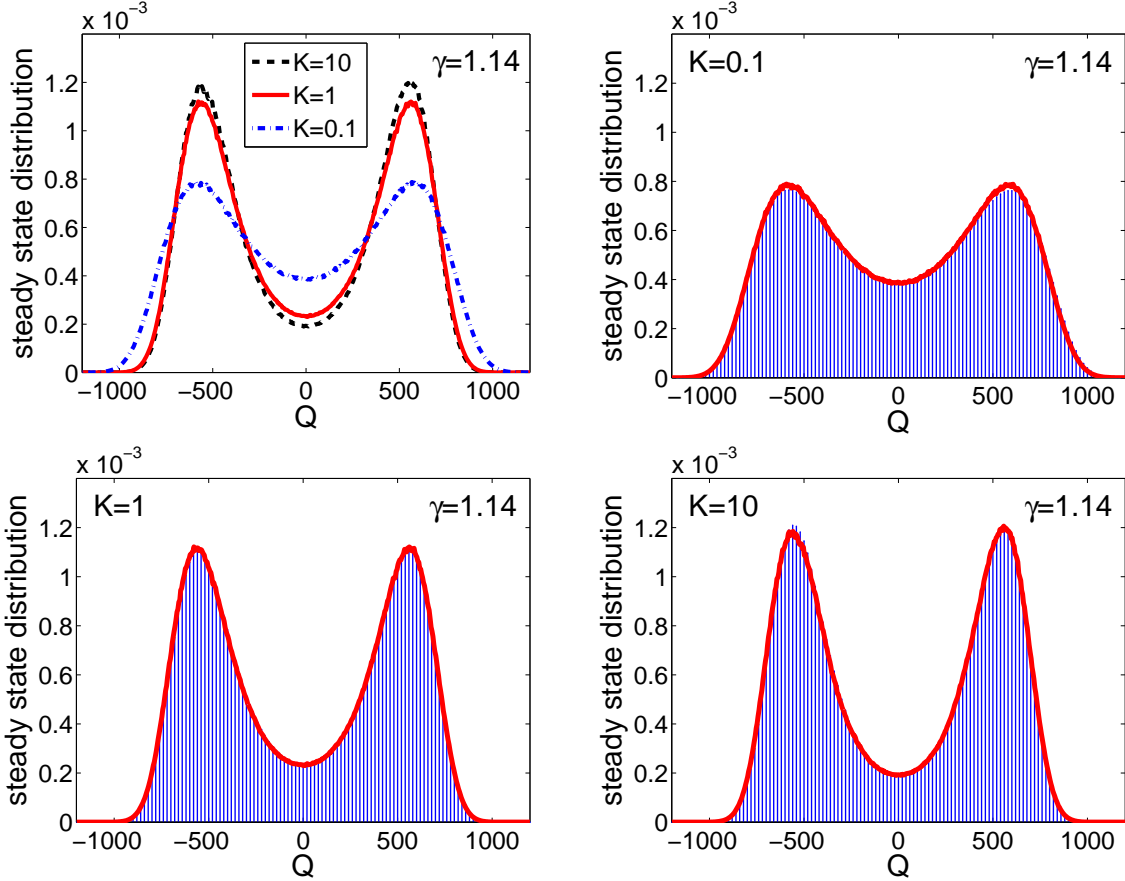 x 10⁻³
steady state distribution
1.2
1
0.8
0.6
0.4
0.2
0
−1000 −500 0 500 1000
Q
K=10
K=1
K=0.1
γ=1.14
x 10⁻³
steady state distribution
1.2
1
0.8
0.6
0.4
0.2
0
−1000 −500 0 500 1000
Q
K=0.1 γ=1.14
x 10⁻³
steady state distribution
1.2
1
0.8
0.6
0.4
0.2
0
−1000 −500 0 500 1000
Q
K=1 γ=1.14
x 10⁻³
steady state distribution
1.2
1
0.8
0.6
0.4
0.2
0
−1000 −500 0 500 1000
Q
K=10 γ=1.14